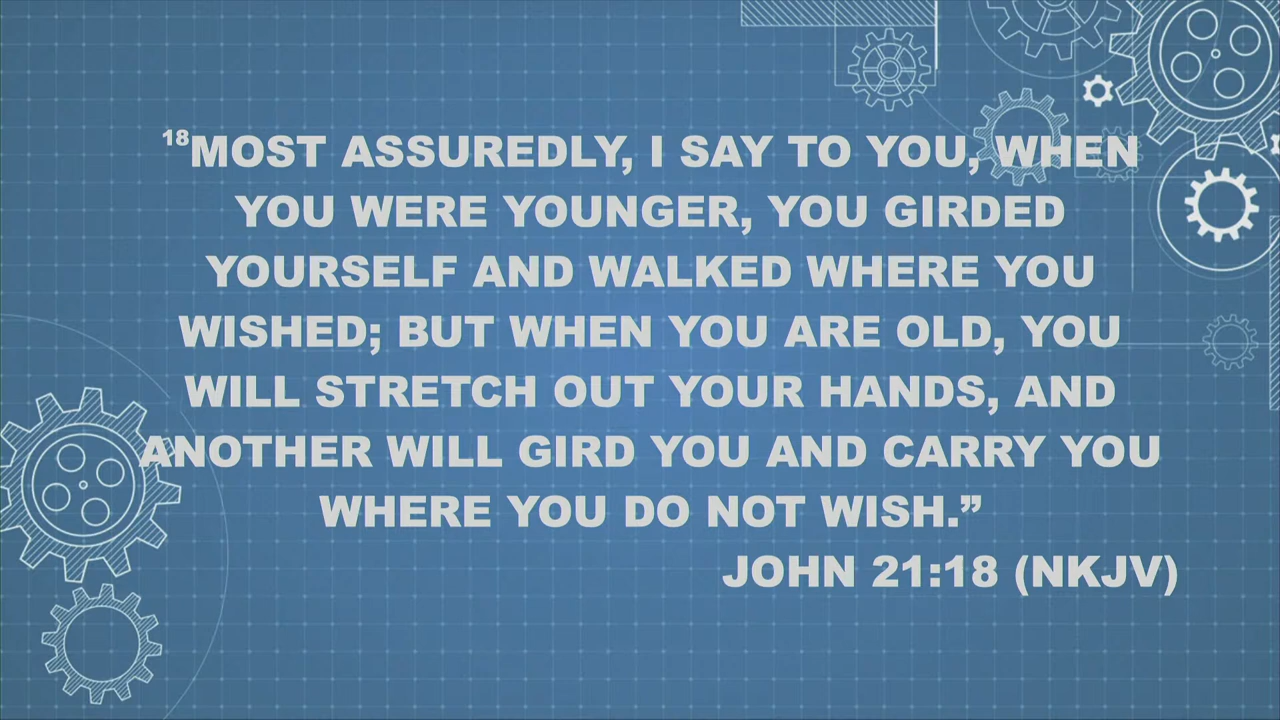 ¹⁸MOST ASSUREDLY, I SAY TO YOU, WHEN
YOU WERE YOUNGER, YOU GIRDED
YOURSELF AND WALKED WHERE YOU
WISHED; BUT WHEN YOU ARE OLD, YOU
WILL STRETCH OUT YOUR HANDS, AND
ANOTHER WILL GIRD YOU AND CARRY YOU
WHERE YOU DO NOT WISH.”
JOHN 21:18 (NKJV)